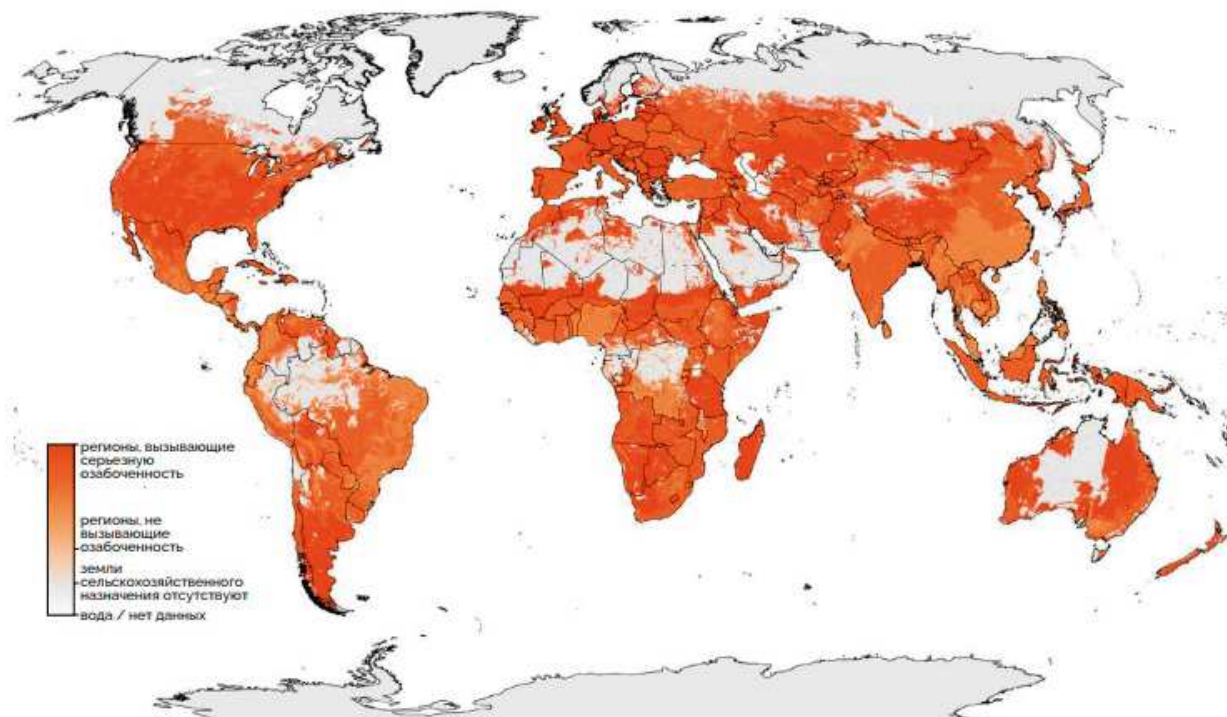 регионы, вызывающие
серьезную
озабоченность
регионы, не
вызывающие
озабоченность
земли
сельскохозяйственного
назначения отсутствуют
вода / нет данных